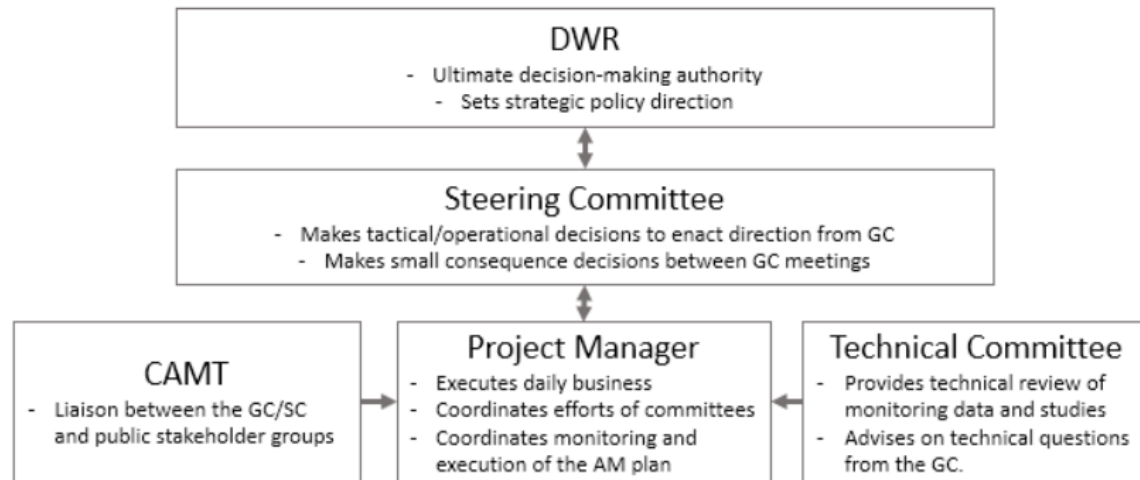 DWR
- Ultimate decision-making authority
- Sets strategic policy direction
Steering Committee
- Makes tactical/operational decisions to enact direction from GC
- Makes small consequence decisions between GC meetings
CAMT
- Liaison between the GC/SC
and public stakeholder groups
Project Manager
- Executes daily business
- Coordinates efforts of committees
- Coordinates monitoring and
execution of the AM plan
Technical Committee
- Provides technical review of
monitoring data and studies
- Advises on technical questions
from the GC.